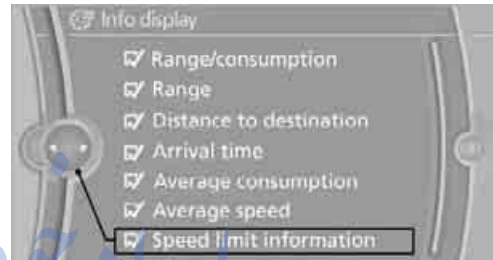 Info display
Range/consumption
Range
Distance to destination
Arrival time
Average consumption
Average speed
Speed limit information